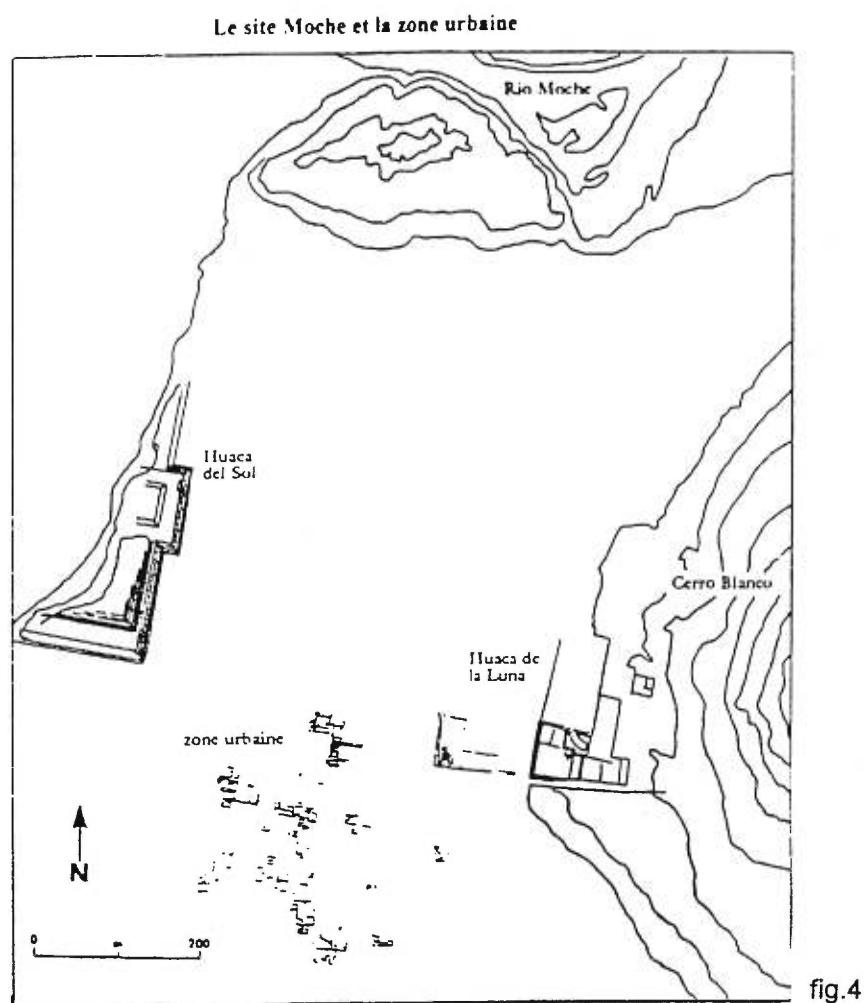 Le site Moche et la zone urbaine
Rio Moche
Huaca
del Sol
Cerro Blanco
Huaca de
la Luna
zone urbaine
N
0
200
fig.4